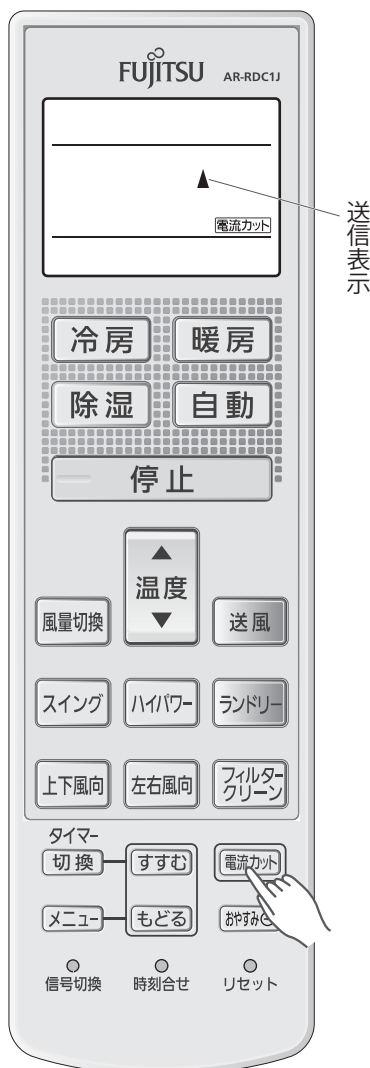 FUJITSU AR-RDC1J
電流カット
送信表示
冷房 暖房
除湿 自動
停止
温度
風量切換 送風
スイング ハイパワー ランドリー
上下風向 左右風向 フィルタークリーン
タイマー
切換 すすむ 電流カット
メニュー もどる おやすみ
信号切換 時刻合せ リセット